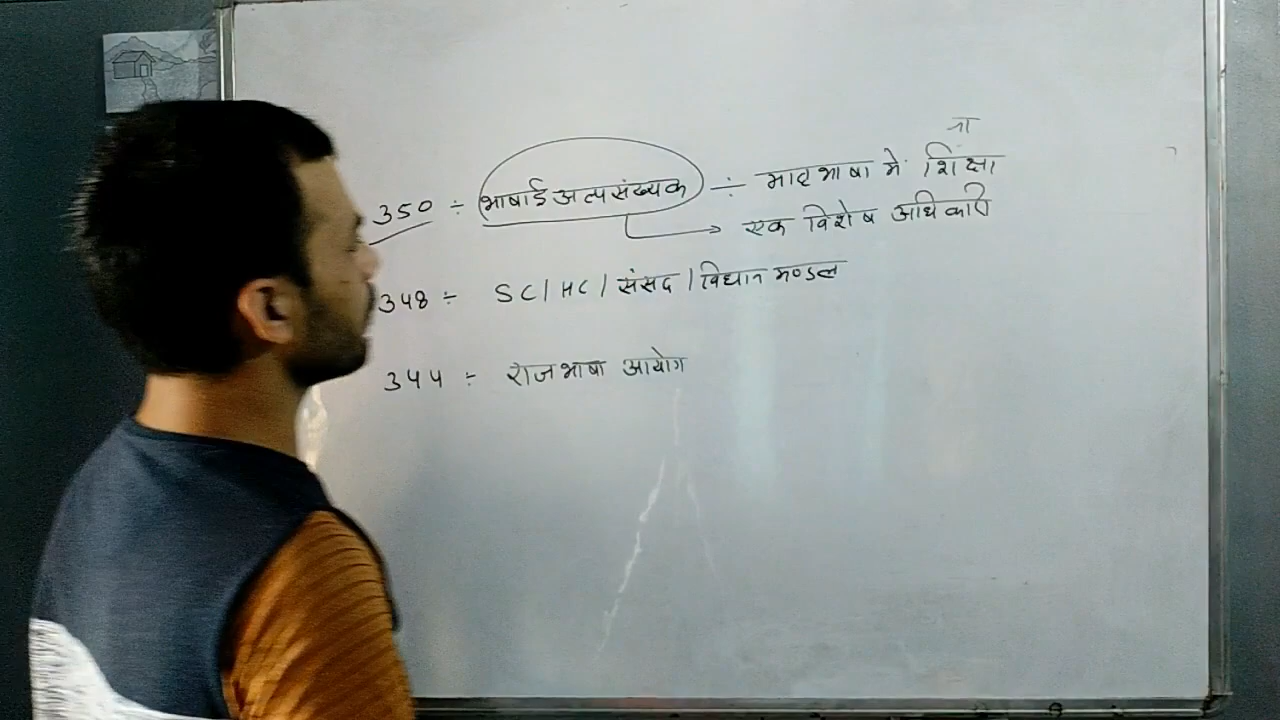 350 ÷ भाषाई अल्पसंख्यक ÷ मातृभाषा में शिक्षा
→ एक विशेष अधिकारी
348 ÷ SC / HC / संसद / विधान मण्डल
344 ÷ राजभाषा आयोग